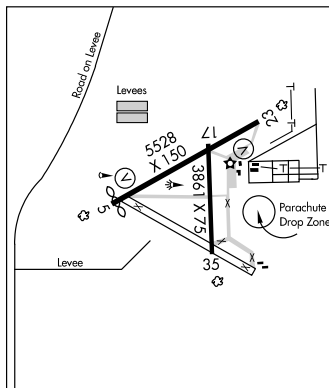 Road on Levee
Levees
5528
X 150
23
17
3861 X 75
5
35
Parachute
Drop Zone
Levee